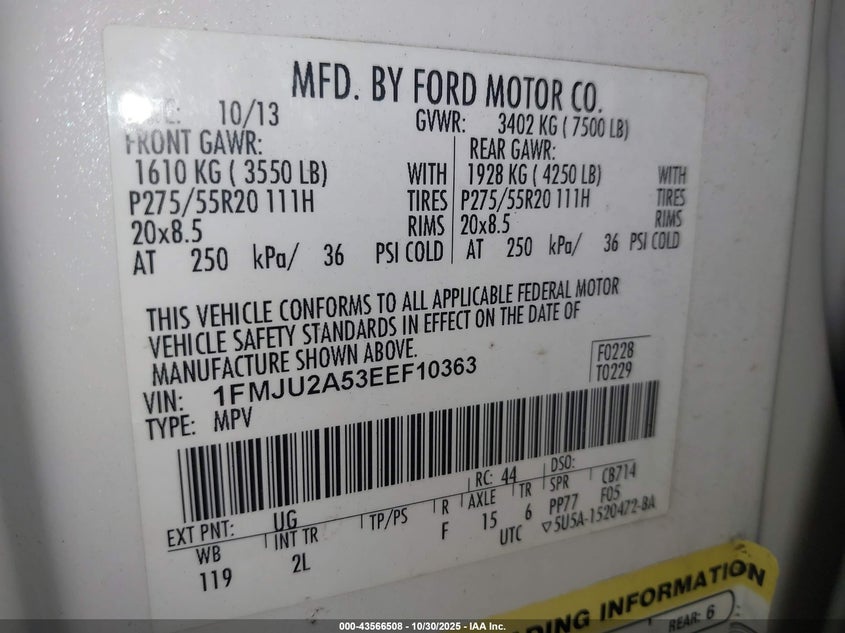 MFD. BY FORD MOTOR CO.
10/13 GVWR: 3402 KG ( 7500 LB)
FRONT GAWR: REAR GAWR:
1610 KG ( 3550 LB) WITH 1928 KG ( 4250 LB) WITH
P275/55R20 111H TIRES P275/55R20 111H TIRES
20x8.5 RIMS 20x8.5 RIMS
AT 250 kPa/ 36 PSI COLD AT 250 kPa/ 36 PSI COLD
THIS VEHICLE CONFORMS TO ALL APPLICABLE FEDERAL MOTOR
VEHICLE SAFETY STANDARDS IN EFFECT ON THE DATE OF
MANUFACTURE SHOWN ABOVE.
F0228
T0229
VIN: 1FMJU2A53EEF10363
TYPE: MPV
RC: 44 DSO:
EXT PNT: UG
WB INT TR TP/PS R AXLE TR SPR CB714
119 2L F 15 6 PP77 F05
UTC ▽5U5A-1520472-BA
INFORMATION
REAR: 6
000-43566508 - 10/30/2025 - IAA Inc.